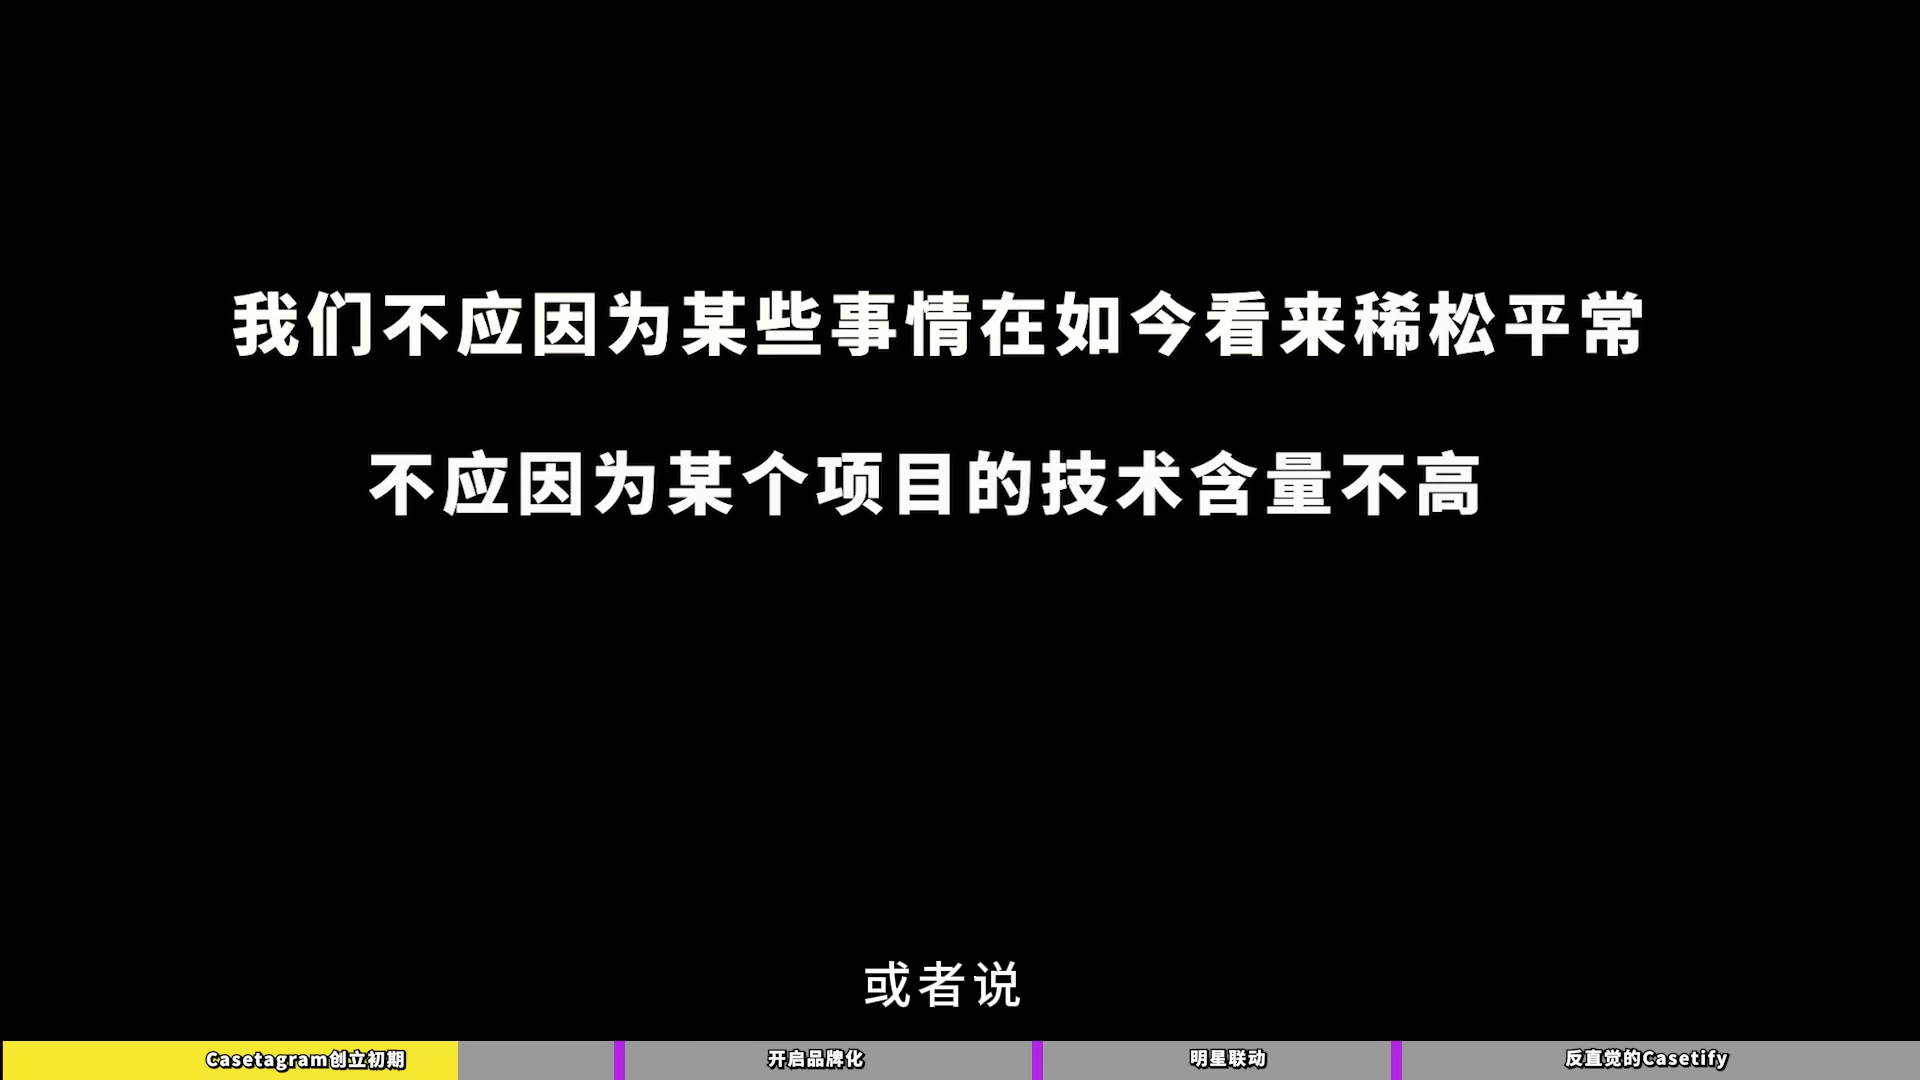 我们不应因为某些事情在如今看来稀松平常
不应因为某个项目的技术含量不高
或者说
Casetagram创立初期
开启品牌化
明星联动
反直觉的Casetify